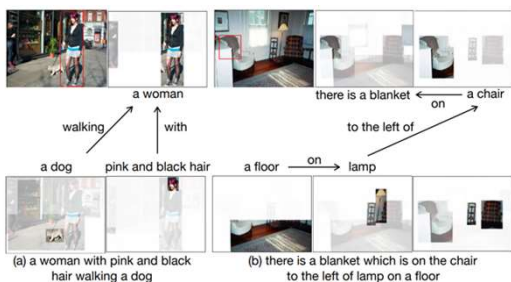 a woman
there is a blanket
on
a chair
walking
with
to the left of
a dog
pink and black hair
a floor
on
lamp
(a) a woman with pink and black
hair walking a dog
(b) there is a blanket which is on the chair
to the left of lamp on a floor